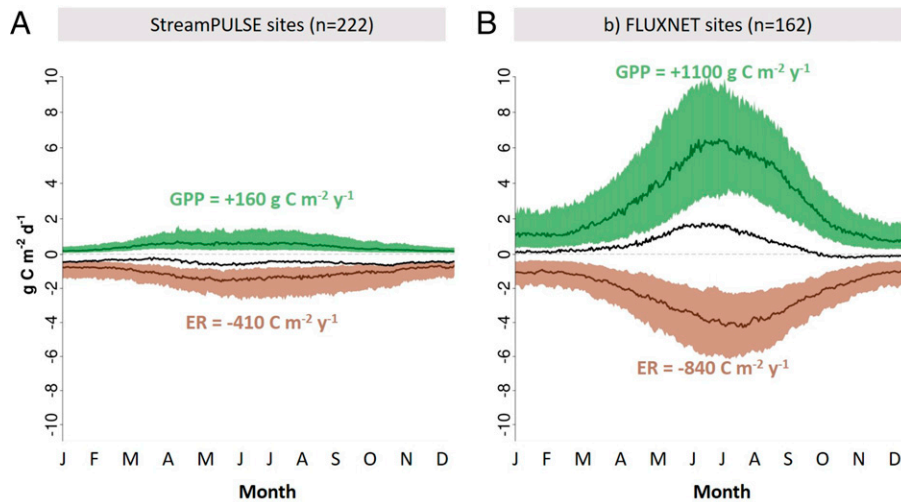 A
StreamPULSE sites (n=222)
g C m⁻² d⁻¹
10
8
6
4
2
0
-2
-4
-6
-8
-10
GPP = +160 g C m⁻² y⁻¹
ER = -410 C m⁻² y⁻¹
J F M A M J J A S O N D
Month
B
b) FLUXNET sites (n=162)
10
8
6
4
2
0
-2
-4
-6
-8
-10
GPP = +1100 g C m⁻² y⁻¹
ER = -840 C m⁻² y⁻¹
J F M A M J J A S O N D
Month